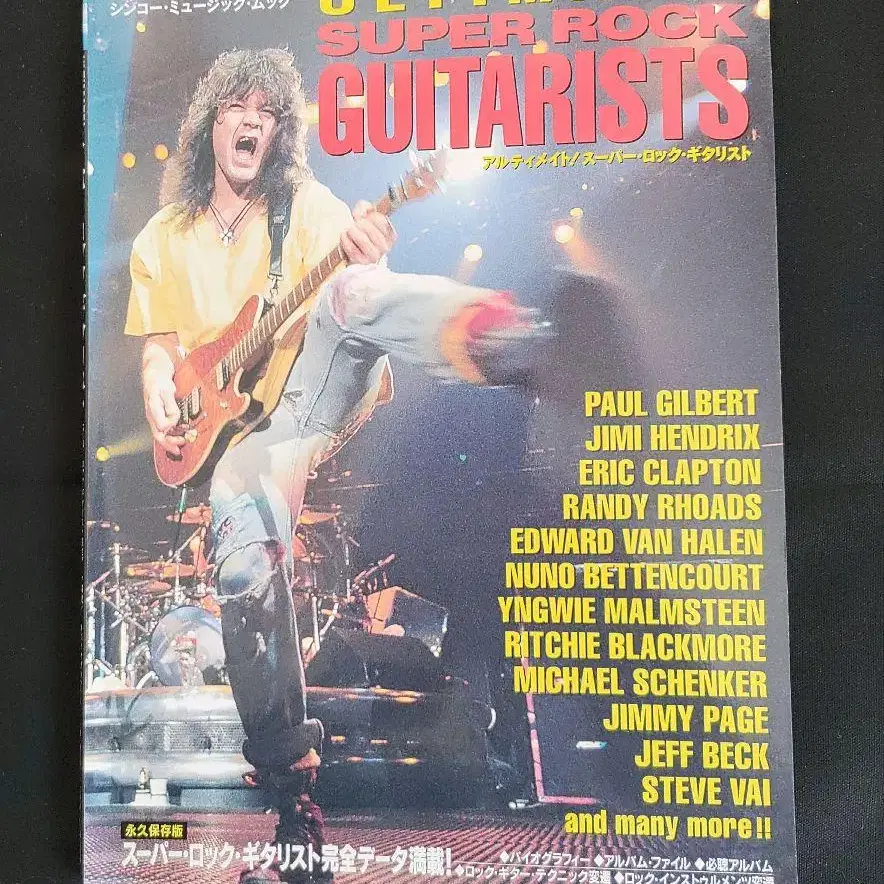 シンコー・ミュージック・ムック
SUPER ROCK
GUITARISTS
アルティメイト!スーパー・ロック・ギタリスト
PAUL GILBERT
JIMI HENDRIX
ERIC CLAPTON
RANDY RHOADS
EDWARD VAN HALEN
NUNO BETTENCOURT
YNGWIE MALMSTEEN
RITCHIE BLACKMORE
MICHAEL SCHENKER
JIMMY PAGE
JEFF BECK
STEVE VAI
and many more!!
永久保存版
スーパー・ロック・ギタリスト完全データ満載!
◆バイオグラフィー ◆アルバム・ファイル ◆必聴アルバム
◆ロック・ギター・テクニック変遷 ◆ロック・インストゥルメンツ変遷